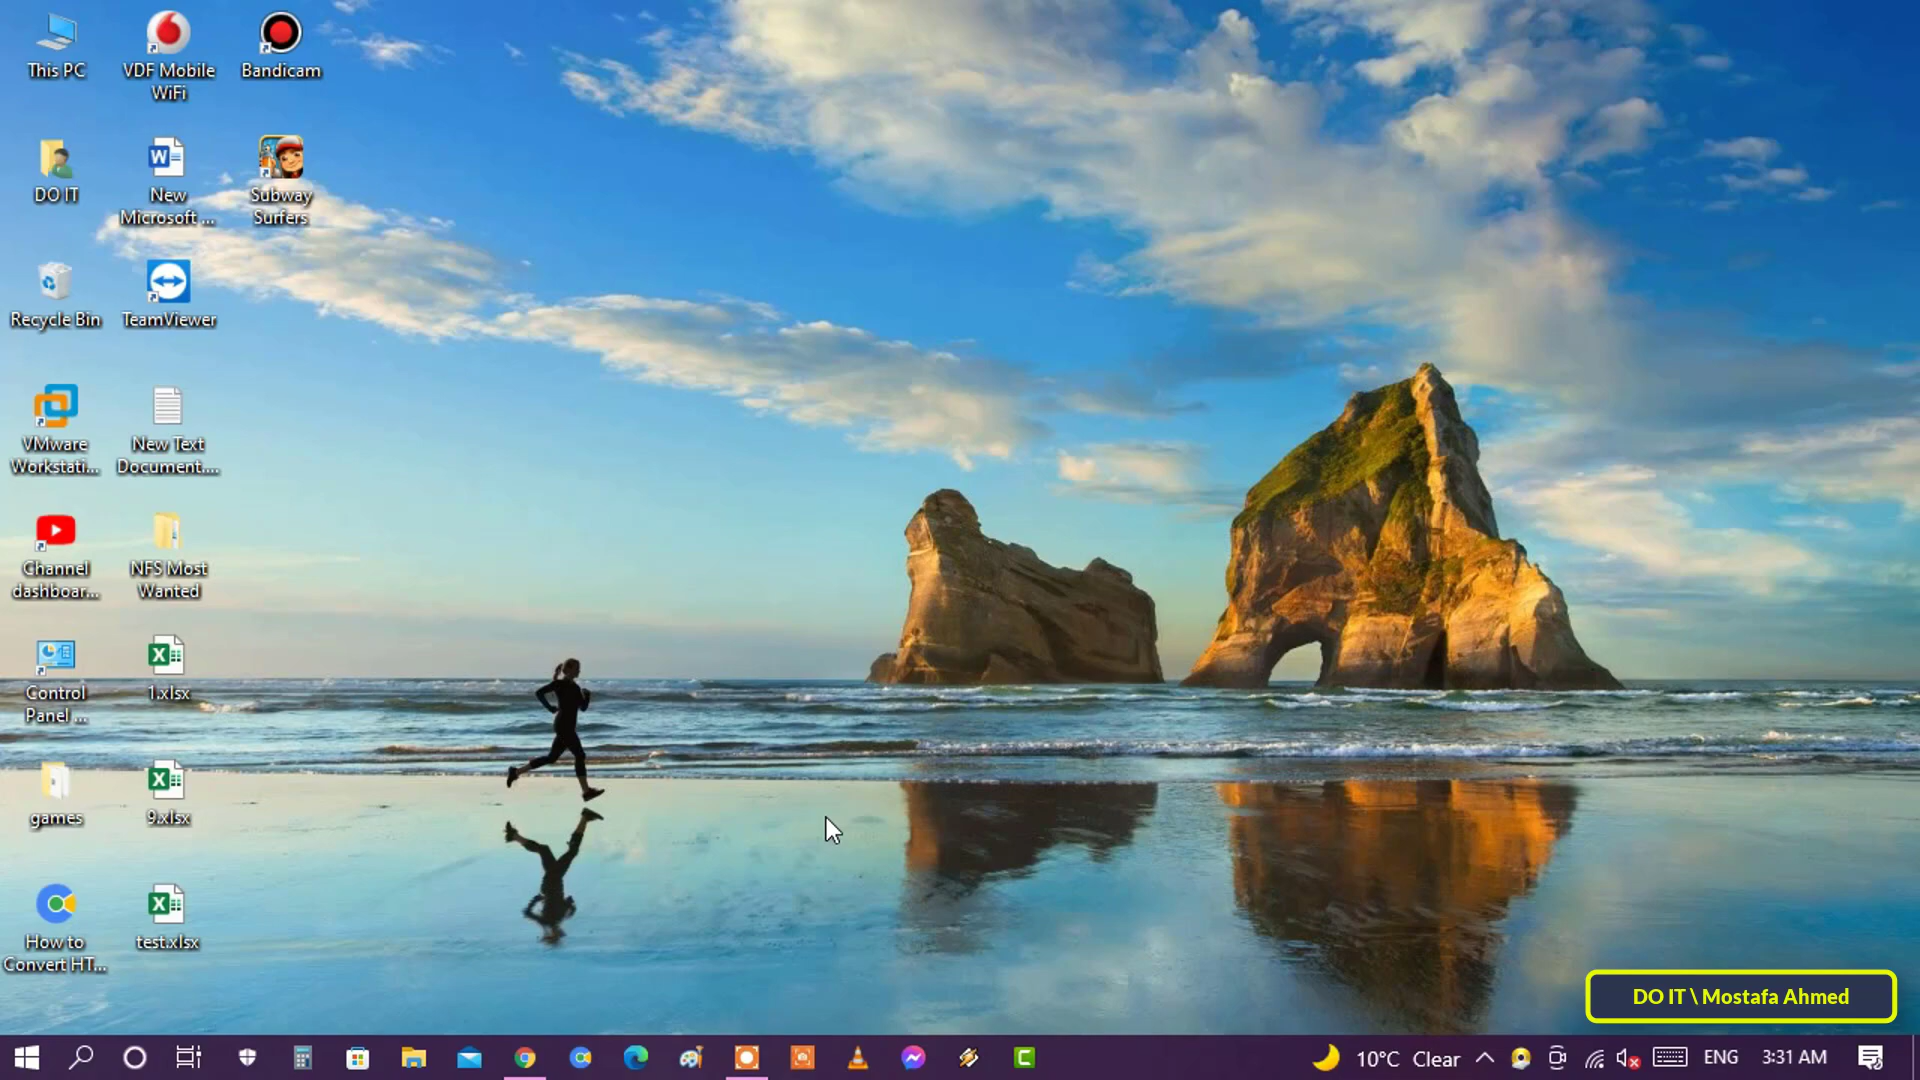 This PC
VDF Mobile
WiFi
Bandicam
DO IT
New
Microsoft ...
Subway
Surfers
Recycle Bin
TeamViewer
VMware
Workstati...
New Text
Document....
Channel
dashboar...
NFS Most
Wanted
Control
Panel ...
1.xlsx
games
9.xlsx
How to
Convert HT...
test.xlsx
DO IT \ Mostafa Ahmed
10°C Clear
ENG
3:31 AM